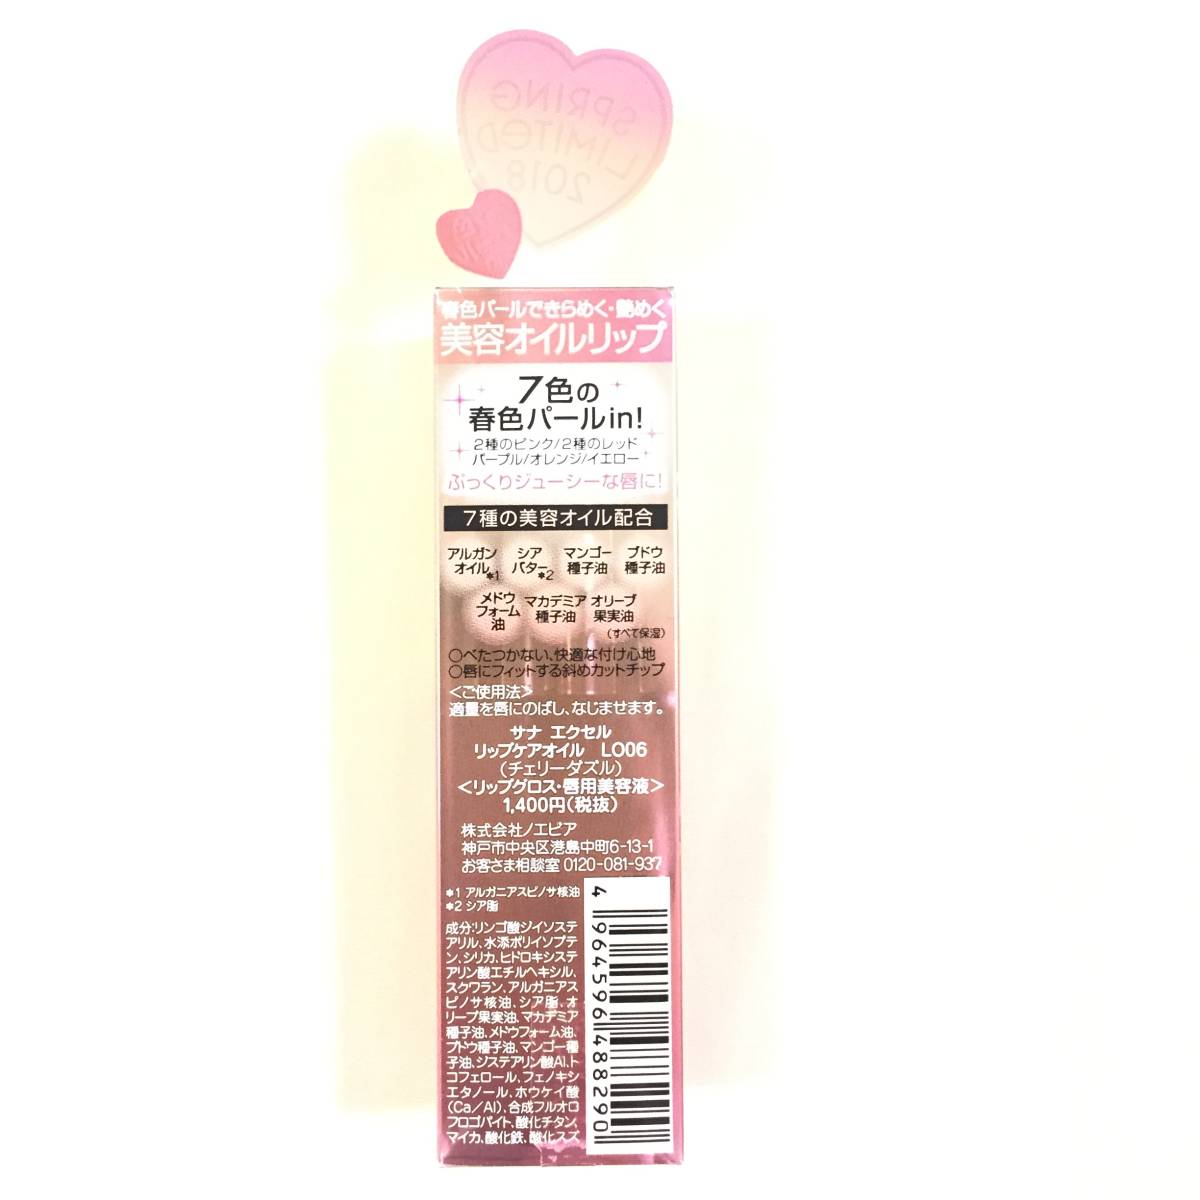 SPRING
LIMITED
2018
春色パールできらめく・艶めく
美容オイルリップ
7色の
春色パールin!
2種のピンク/2種のレッド
パープル/オレンジ/イエロー
ぷっくりジューシーな唇に!
7種の美容オイル配合
アルガンオイル*1 シアバター*2 マンゴー種子油 ブドウ種子油
メドウフォーム油 マカデミア種子油 オリーブ果実油
(すべて保湿)
○べたつかない、快適な付け心地
○唇にフィットする斜めカットチップ
<ご使用法>
適量を唇にのばし、なじませます。
サナ エクセル
リップケアオイル LO06
(チェリーダズル)
<リップグロス・唇用美容液>
1,400円(税抜)
株式会社ノエビア
神戸市中央区港島中町6-13-1
お客さま相談室 0120-081-937
*1 アルガニアスピノサ核油
*2 シア脂
成分:リンゴ酸ジイソステ
アリル、水添ポリイソブテ
ン、シリカ、ヒドロキシステ
アリン酸エチルヘキシル、
スクワラン、アルガニアス
ピノサ核油、シア脂、オ
リーブ果実油、マカデミア
種子油、メドウフォーム油、
ブドウ種子油、マンゴー種
子油、ジステアリン酸Al、ト
コフェロール、フェノキシ
エタノール、ホウケイ酸
(Ca/Al)、合成フルオロ
フロゴパイト、酸化チタン、
マイカ、酸化鉄、酸化スズ
4964596488290